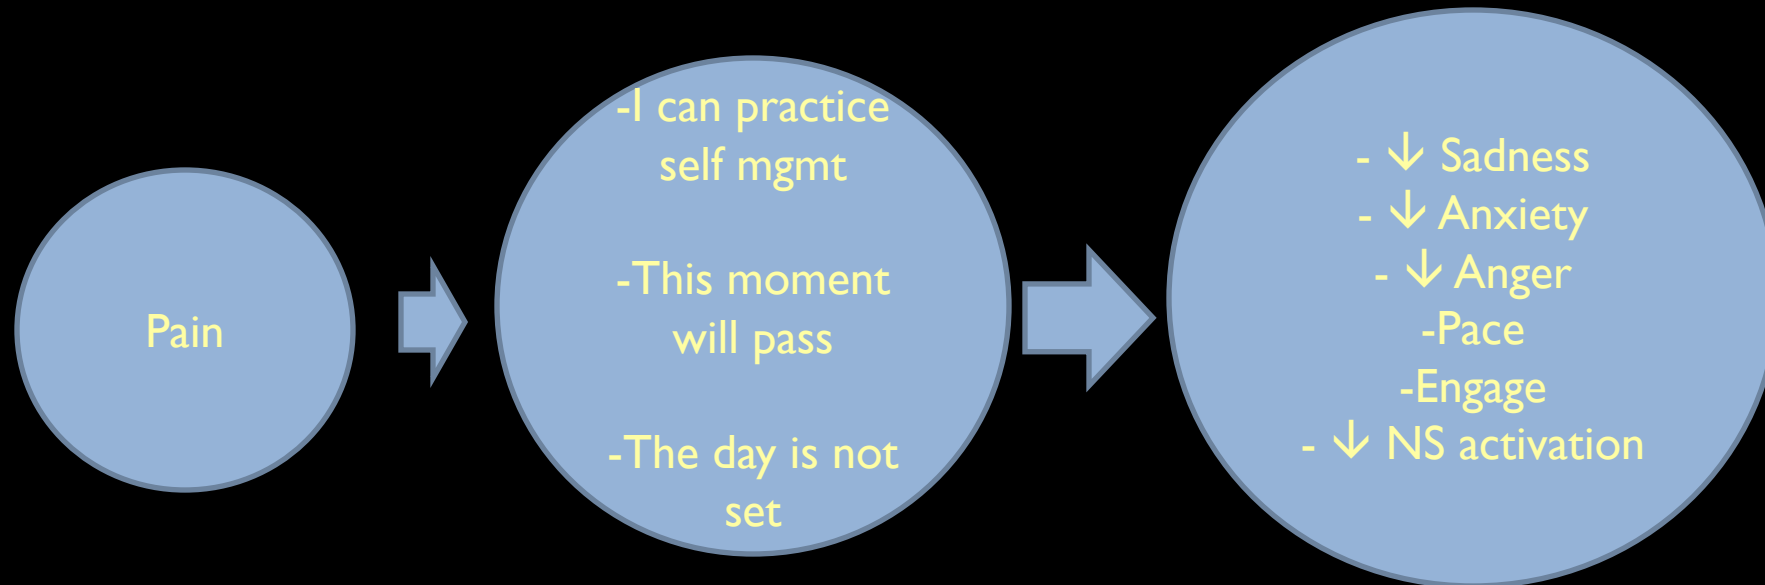 Pain
-I can practice
self mgmt
-This moment
will pass
-The day is not
set
- ↓ Sadness
- ↓ Anxiety
- ↓ Anger
-Pace
-Engage
- ↓ NS activation